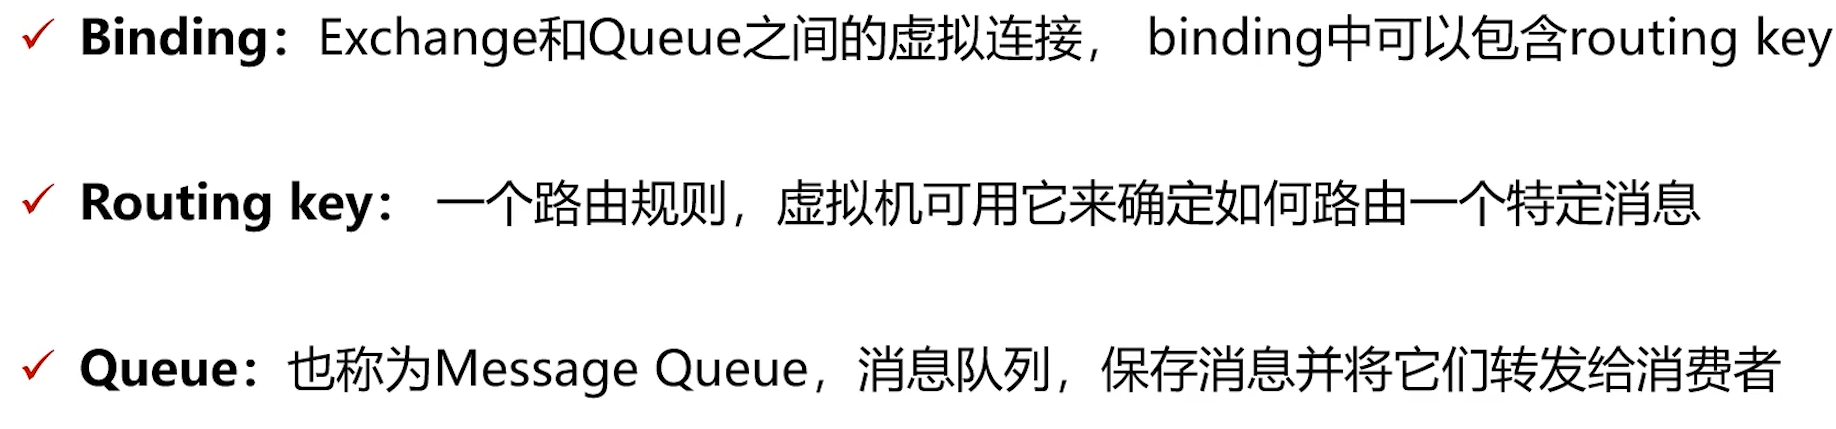 ✓ Binding：Exchange和Queue之间的虚拟连接， binding中可以包含routing key
✓ Routing key： 一个路由规则，虚拟机可用它来确定如何路由一个特定消息
✓ Queue：也称为Message Queue，消息队列，保存消息并将它们转发给消费者